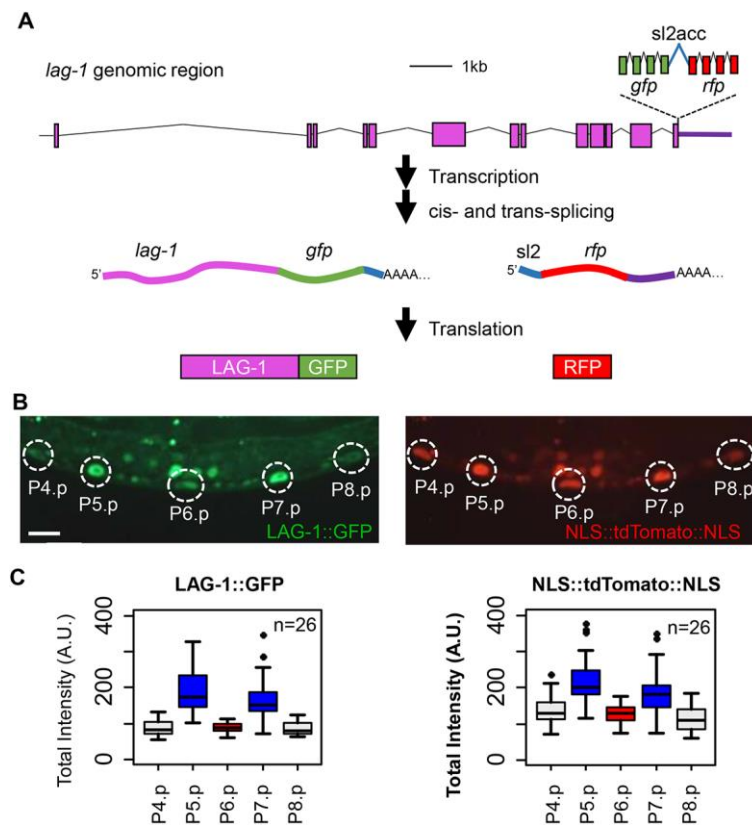 A
lag-1 genomic region
1kb
sl2acc
gfp rfp
Transcription
cis- and trans-splicing
lag-1 gfp
5' AAAA...
sl2 rfp
5' AAAA...
Translation
LAG-1 GFP
RFP
B
P4.p
P5.p
P6.p
P7.p
P8.p
LAG-1::GFP
P4.p
P5.p
P6.p
P7.p
P8.p
NLS::tdTomato::NLS
C
LAG-1::GFP
Total Intensity (A.U.)
400
200
0
n=26
P4.p
P5.p
P6.p
P7.p
P8.p
NLS::tdTomato::NLS
Total Intensity (A.U.)
400
200
0
n=26
P4.p
P5.p
P6.p
P7.p
P8.p